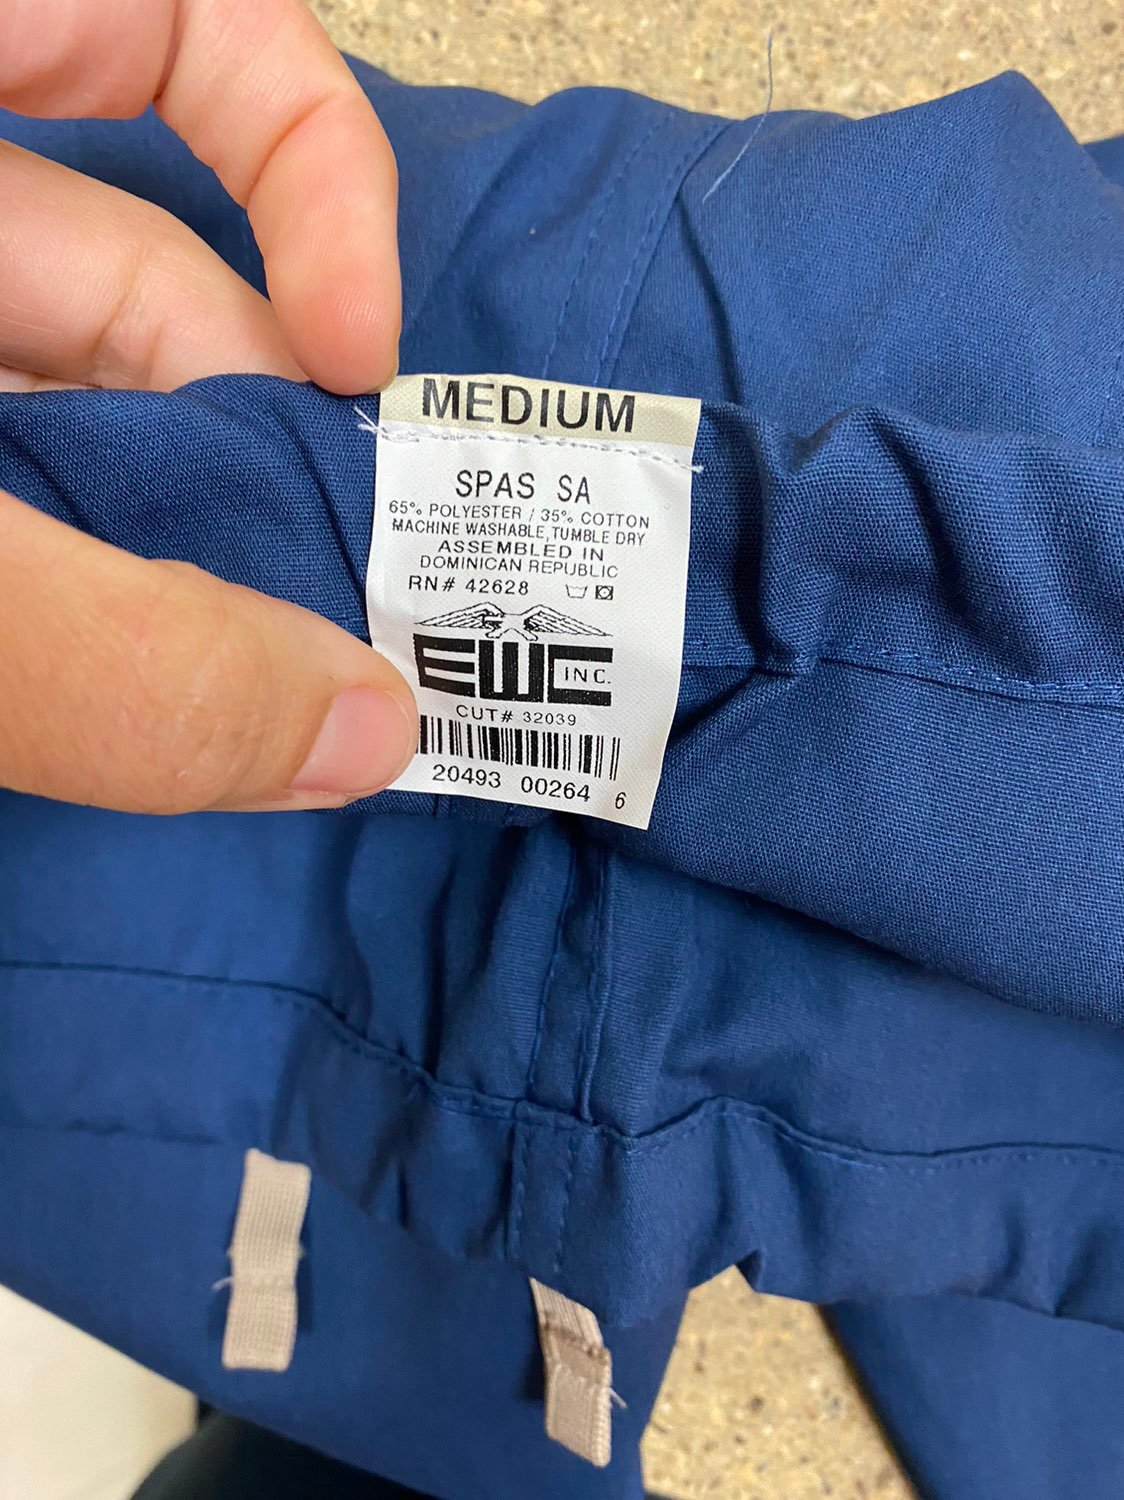 MEDIUM
SPAS SA
65% POLYESTER / 35% COTTON
MACHINE WASHABLE, TUMBLE DRY
ASSEMBLED IN
DOMINICAN REPUBLIC
RN# 42628
EWC INC.
CUT# 32039
20493 00264 6